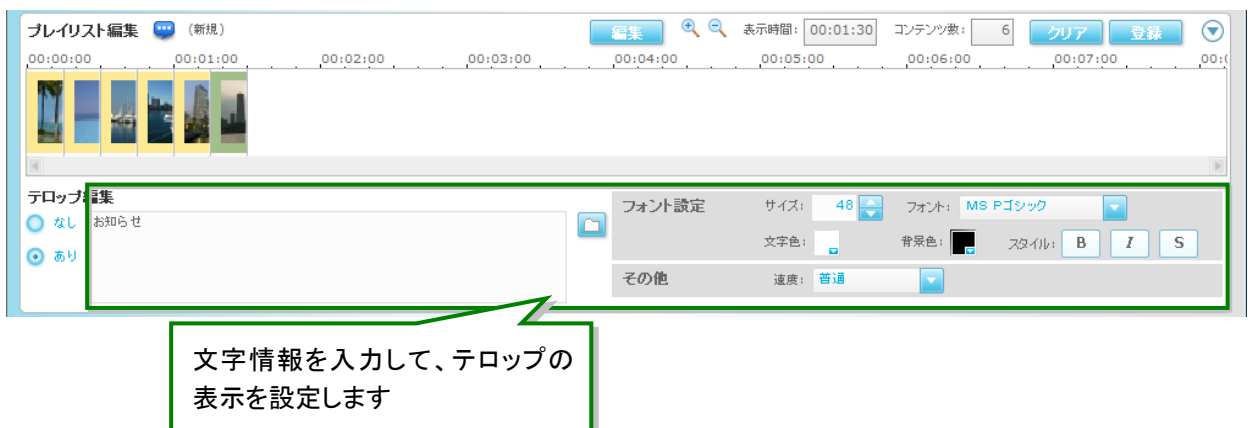 プレイリスト編集 (新規) 編集 表示時間: 00:01:30 コンテンツ数: 6 クリア 登録
00:00:00 00:01:00 00:02:00 00:03:00 00:04:00 00:05:00 00:06:00 00:07:00 00:(
テロップ編集
なし お知らせ
あり
フォント設定 サイズ: 48 フォント: MS Pゴシック
文字色: 背景色: スタイル: B I S
その他 速度: 普通
文字情報を入力して、テロップの
表示を設定します